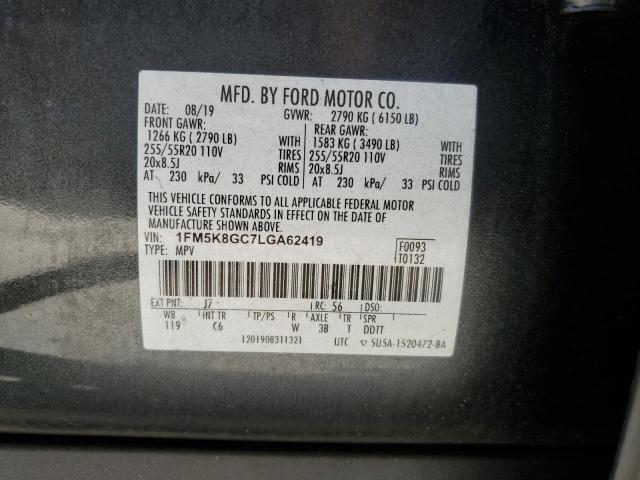 MFD. BY FORD MOTOR CO.
DATE: 08/19 GVWR: 2790 KG ( 6150 LB)
FRONT GAWR: REAR GAWR:
1266 KG ( 2790 LB) WITH 1583 KG ( 3490 LB) WITH
255/55R20 110V TIRES 255/55R20 110V TIRES
20x8.5J RIMS 20x8.5J RIMS
AT 230 kPa/ 33 PSI COLD AT 230 kPa/ 33 PSI COLD
THIS VEHICLE CONFORMS TO ALL APPLICABLE FEDERAL MOTOR
VEHICLE SAFETY STANDARDS IN EFFECT ON THE DATE OF
MANUFACTURE SHOWN ABOVE.
VIN: 1FM5K8GC7LGA62419 F0093
TYPE: MPV T0132
EXT PNT: J7 RC: 56 DSO:
WB INT TR TP/PS R AXLE TR SPR
119 C6 W 3B T DDTT
1201908311321 UTC ▽ 5U5A-1520472-BA